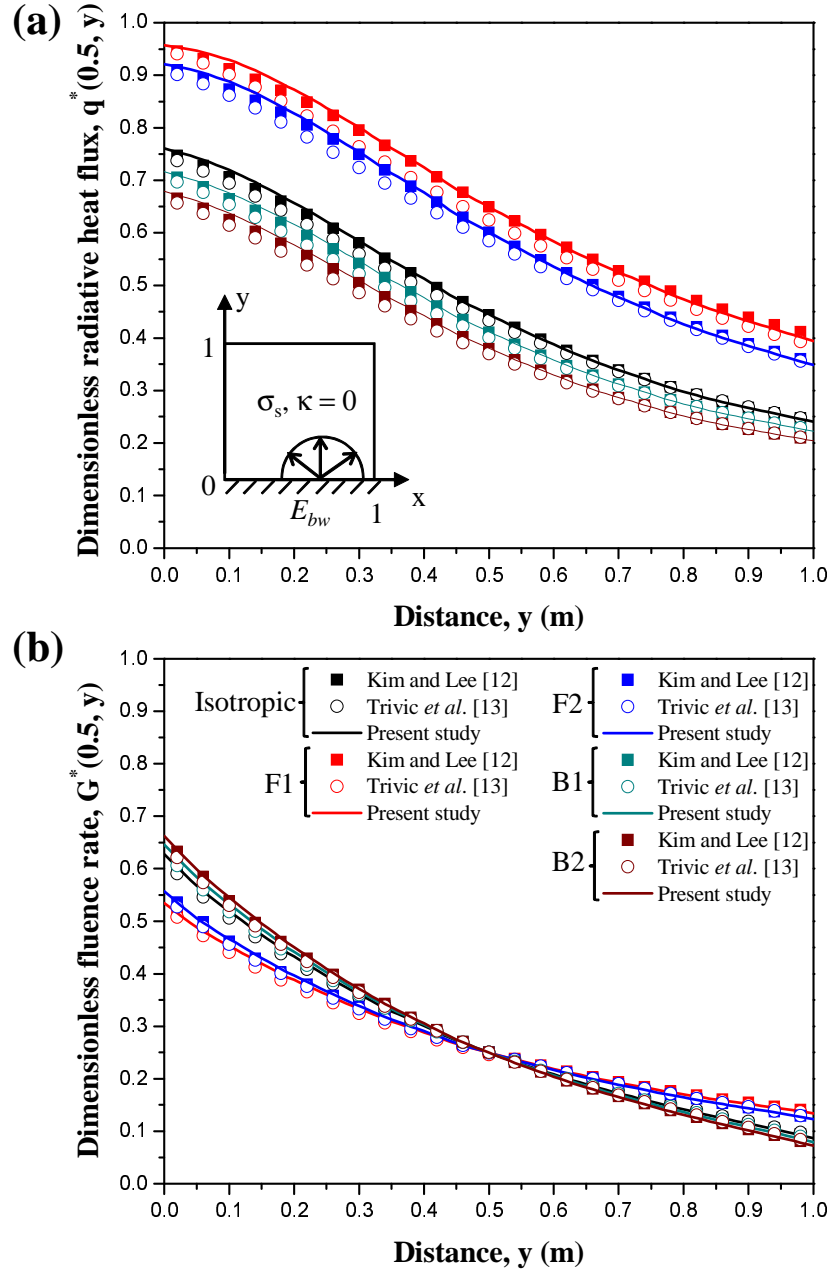 (a)
Dimensionless radiative heat flux, q* (0.5, y)
1.0
0.9
0.8
0.7
0.6
0.5
0.4
0.3
0.2
0.1
0.0
y
1
σs, κ = 0
0
Ebw
1
x
0.0 0.1 0.2 0.3 0.4 0.5 0.6 0.7 0.8 0.9 1.0
Distance, y (m)
(b)
Dimensionless fluence rate, G* (0.5, y)
1.0
0.9
0.8
0.7
0.6
0.5
0.4
0.3
0.2
0.1
0.0
Isotropic
Kim and Lee [12]
Trivic et al. [13]
Present study
F1
Kim and Lee [12]
Trivic et al. [13]
Present study
F2
Kim and Lee [12]
Trivic et al. [13]
Present study
B1
Kim and Lee [12]
Trivic et al. [13]
Present study
B2
Kim and Lee [12]
Trivic et al. [13]
Present study
0.0 0.1 0.2 0.3 0.4 0.5 0.6 0.7 0.8 0.9 1.0
Distance, y (m)